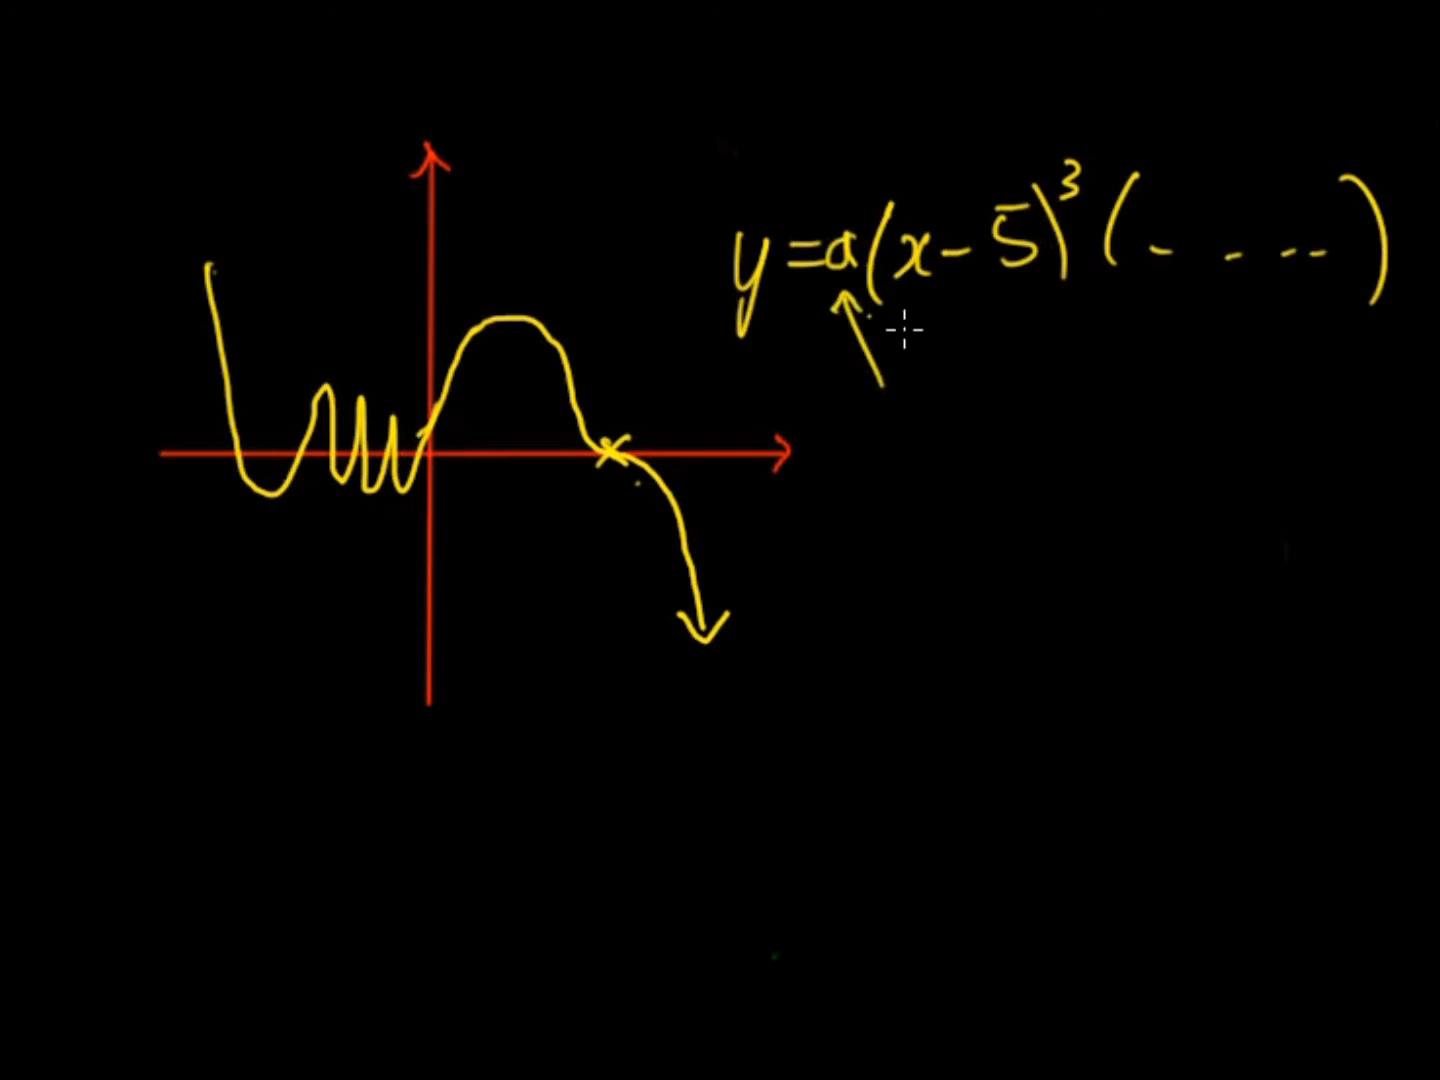 y = a(x - 5)³(- - - -)